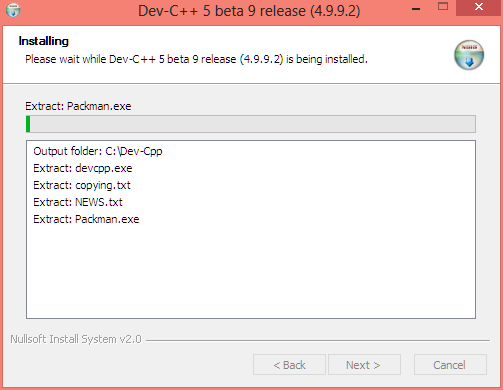 Dev-C++ 5 beta 9 release (4.9.9.2)
Installing
Please wait while Dev-C++ 5 beta 9 release (4.9.9.2) is being installed.
Extract: Packman.exe
Output folder: C:\Dev-Cpp
Extract: devcpp.exe
Extract: copying.txt
Extract: NEWS.txt
Extract: Packman.exe
Nullsoft Install System v2.0
< Back
Next >
Cancel